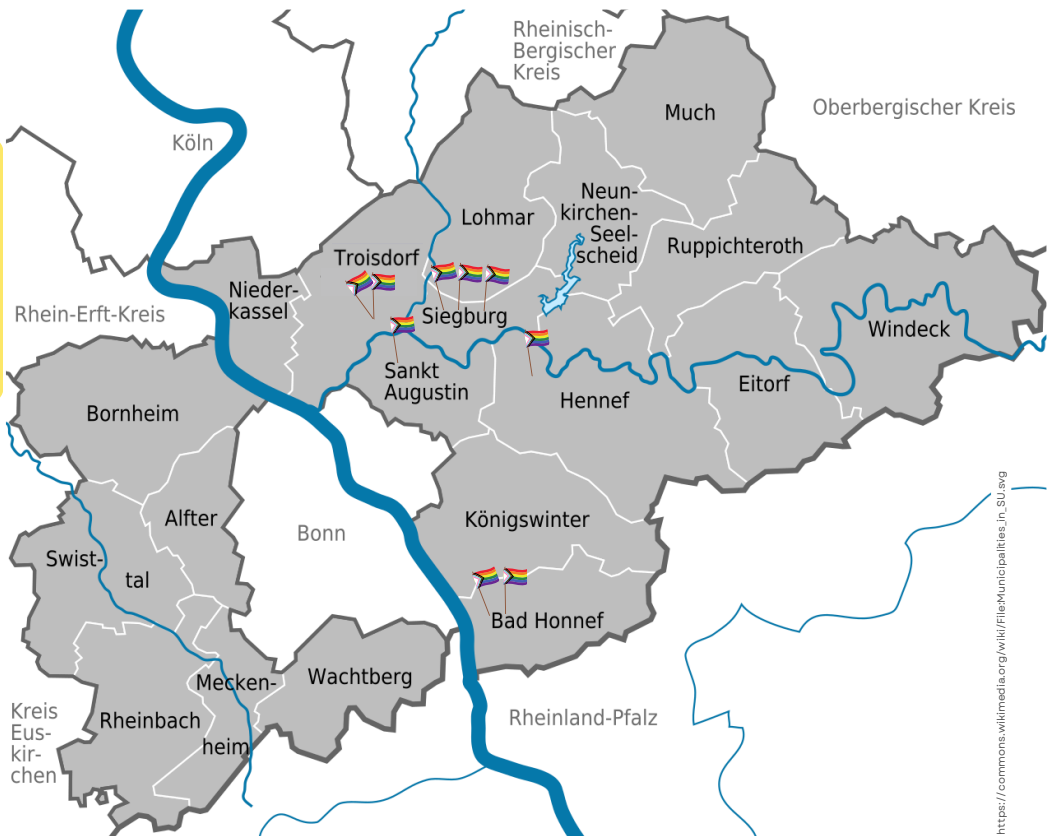 Rheinisch-
Bergischer
Kreis
Oberbergischer Kreis
Much
Köln
Neun-
kirchen-
Seel-
scheid
Lohmar
Ruppichteroth
Troisdorf
Nieder-
kassel
Rhein-Erft-Kreis
Siegburg
Windeck
Sankt
Augustin
Eitorf
Hennef
Bornheim
Alfter
Königswinter
Bonn
Swist-
tal
Bad Honnef
Wachtberg
Mecken-
heim
Rheinbach
Kreis
Eus-
kir-
chen
Rheinland-Pfalz
https://commons.wikimedia.org/wiki/File:Municipalities_in_SU.svg